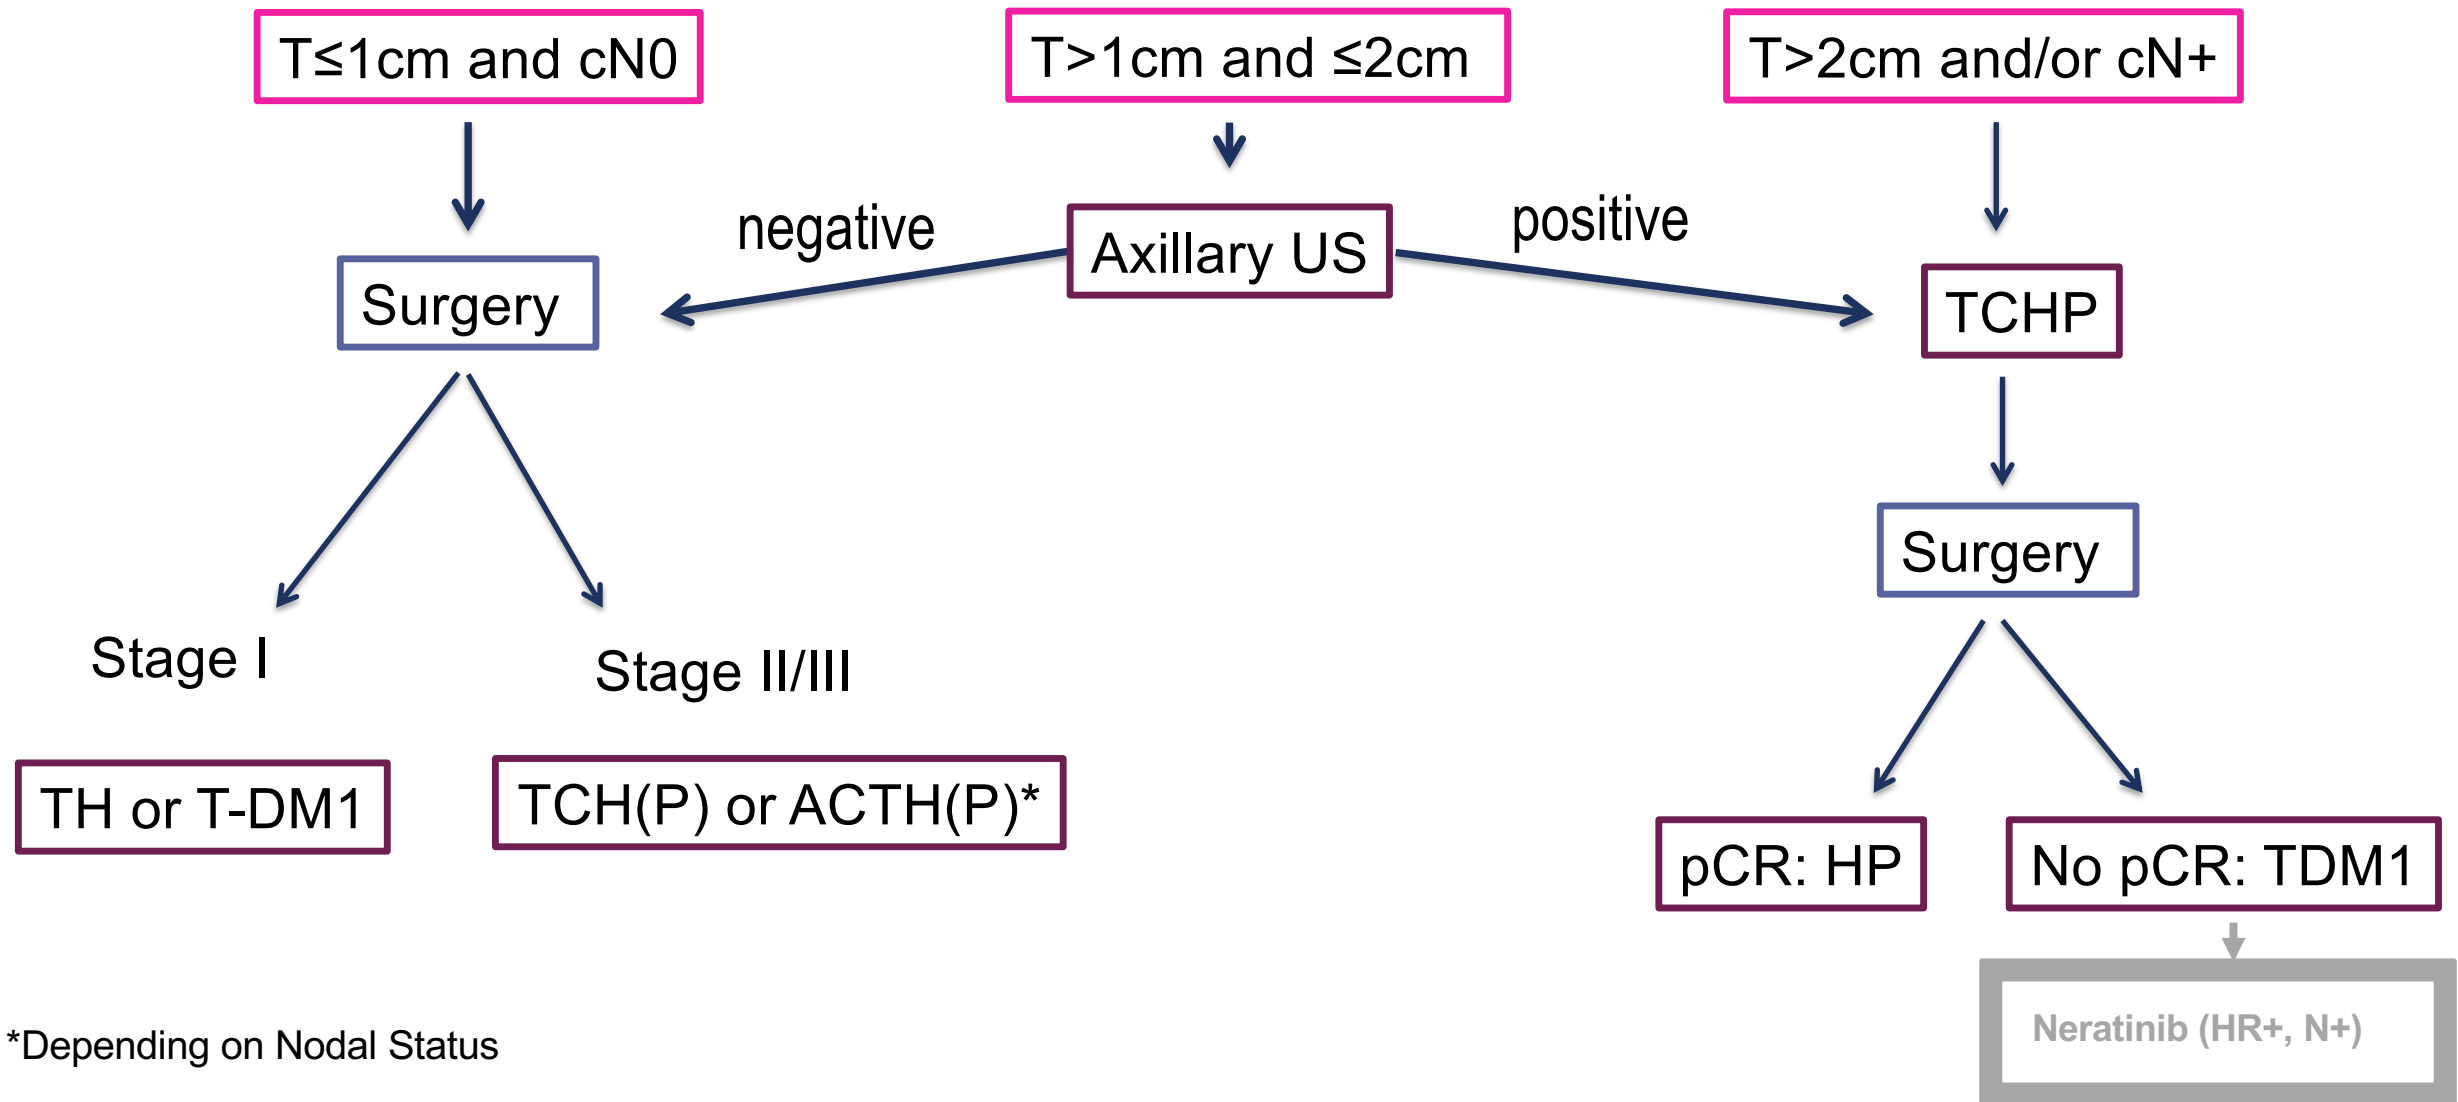 T≤1cm and cN0
T>1cm and ≤2cm
T>2cm and/or cN+
negative
Axillary US
positive
Surgery
TCHP
Surgery
Stage I
Stage II/III
TH or T-DM1
TCH(P) or ACTH(P)*
pCR: HP
No pCR: TDM1
Neratinib (HR+, N+)
*Depending on Nodal Status